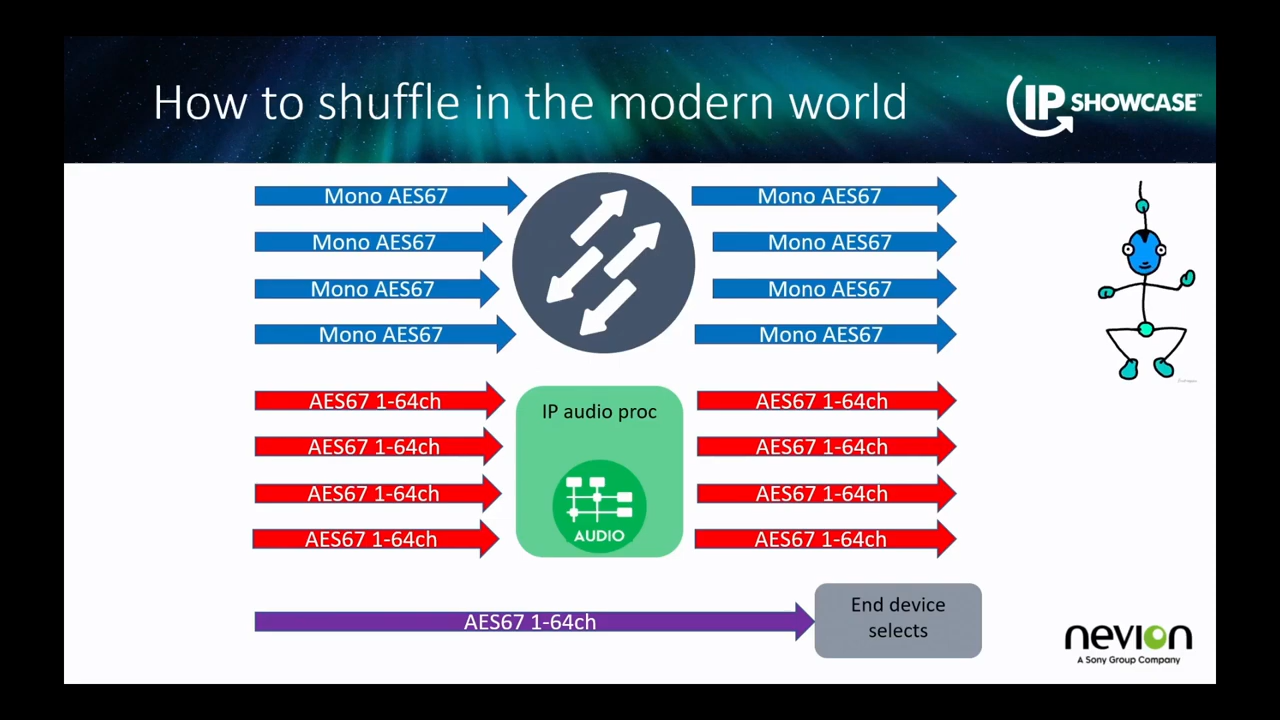 How to shuffle in the modern world
IP SHOWCASE™
Mono AES67
Mono AES67
Mono AES67
Mono AES67
Mono AES67
Mono AES67
Mono AES67
Mono AES67
AES67 1-64ch
IP audio proc
AES67 1-64ch
AES67 1-64ch
AES67 1-64ch
AES67 1-64ch
AES67 1-64ch
AES67 1-64ch
AUDIO
AES67 1-64ch
AES67 1-64ch
End device
selects
nevion
A Sony Group Company